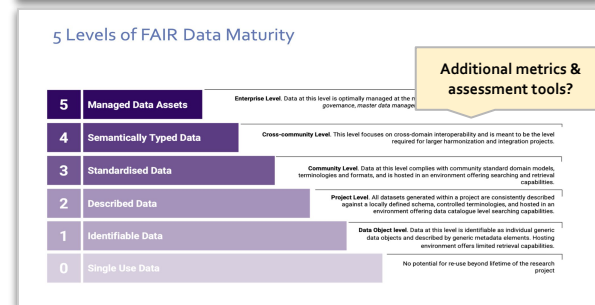 5 Levels of FAIR Data Maturity
Additional metrics &
assessment tools?
5 Managed Data Assets
Enterprise Level. Data at this level is optimally managed at the
governance, master data
4 Semantically Typed Data
Cross-community Level. This level focuses on cross-domain interoperability and is meant to be the level
required for larger harmonization and integration projects.
3 Standardised Data
Community Level. Data at this level complies with community standard domain models,
terminologies and formats, and is hosted in an environment offering searching and retrieval
capabilities.
2 Described Data
Project Level. All datasets generated within a project are consistently described
against a locally defined schema, controlled terminologies, and hosted in an
environment offering data catalogue level searching capabilities.
1 Identifiable Data
Data Object level. Data at this level is identifiable as individual generic
data objects and described by generic metadata elements. Hosting
environment offers limited retrieval capabilities.
0 Single Use Data
No potential for re-use beyond lifetime of the research
project